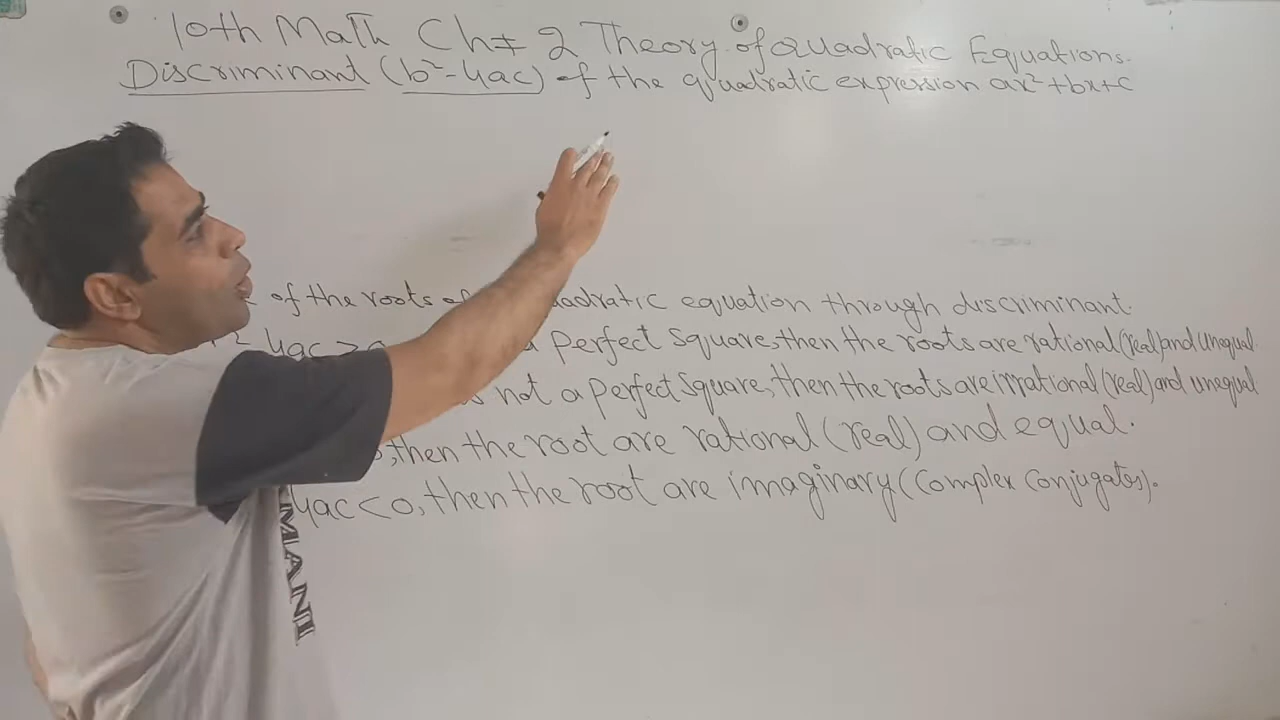 10th Math Ch# 2 Theory of Quadratic Equations.
Discriminant (b²-4ac) of the quadratic expression ax²+bx+c
of the roots of quadratic equation through discriminant.
4ac > Perfect Square, then the roots are rational (real) and unequal.
not a perfect Square, then the roots are irrational (real) and unequal
, then the root are rational (real) and equal.
4ac < 0, then the root are imaginary (Complex Conjugates).
MANI